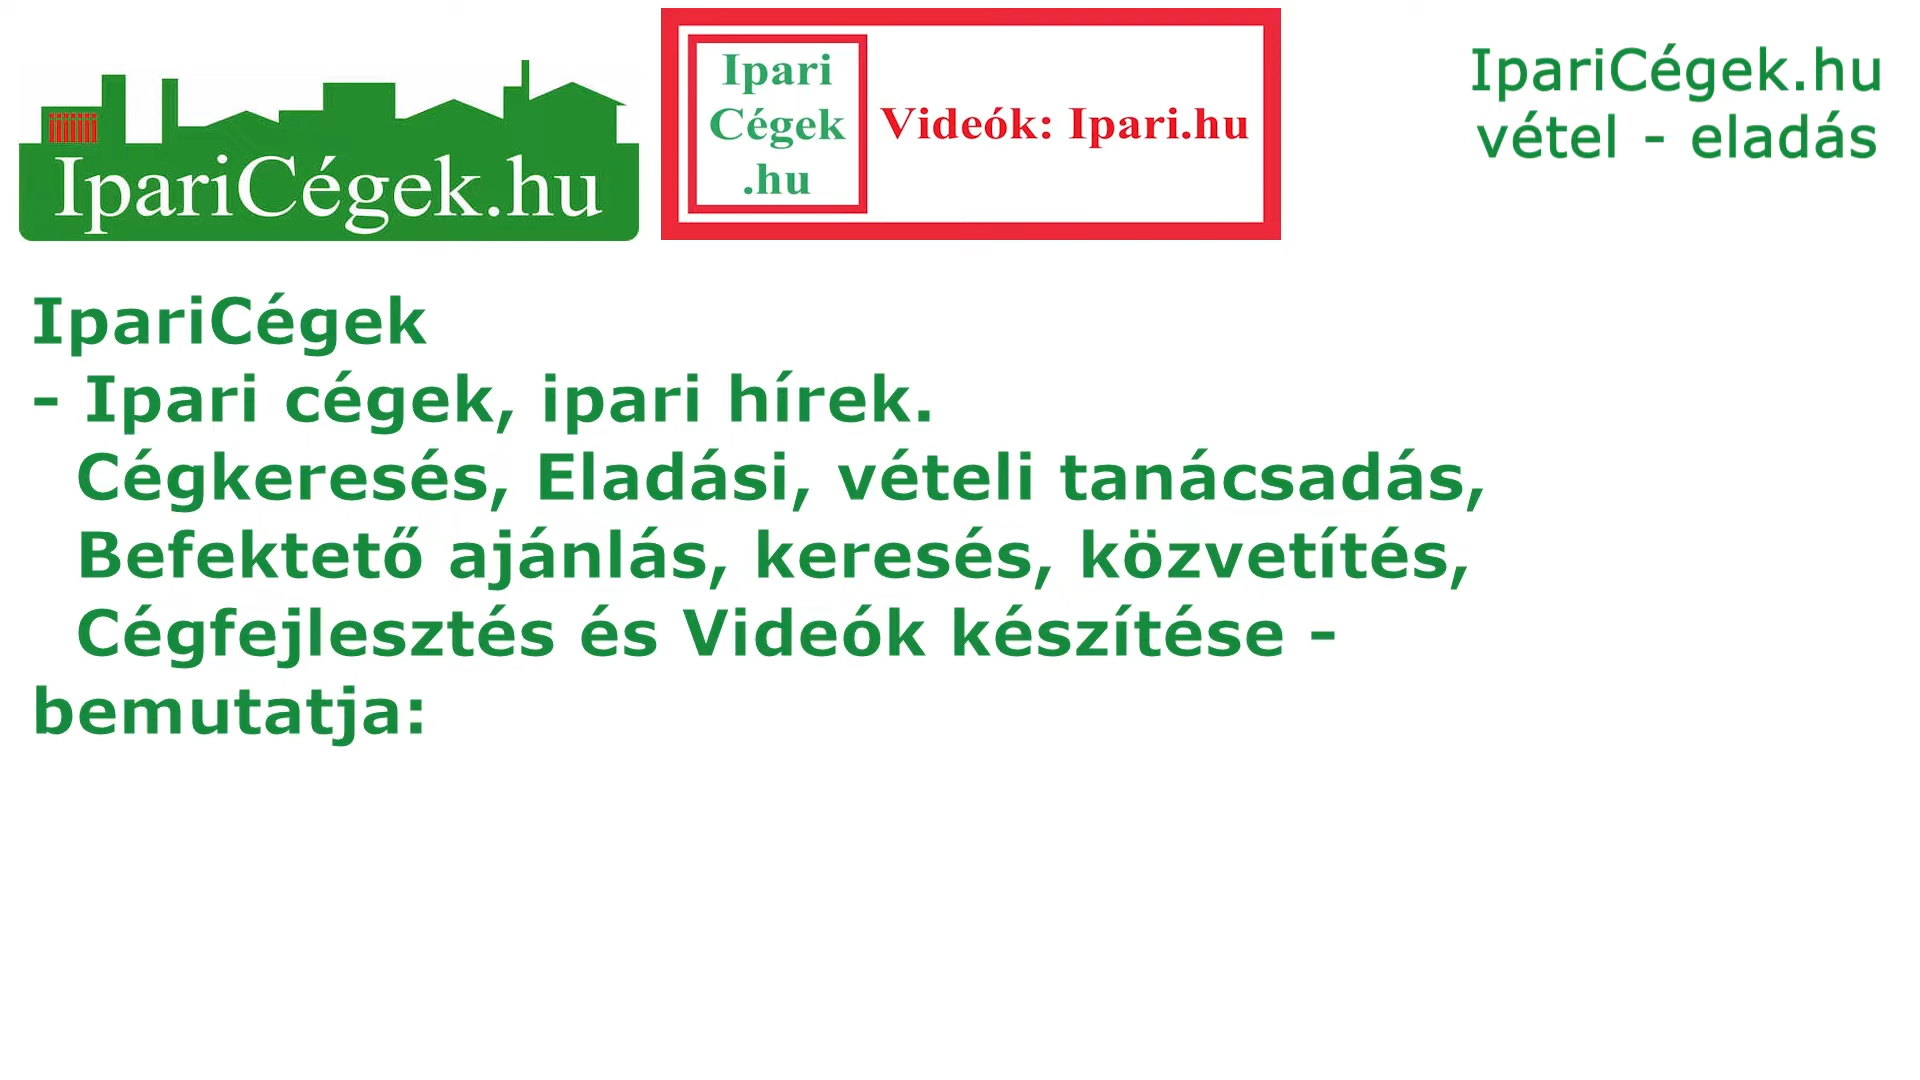 IpariCégek.hu
Ipari
Cégek
.hu
Videók: Ipari.hu
IpariCégek.hu
vétel - eladás
IpariCégek
- Ipari cégek, ipari hírek.
Cégkeresés, Eladási, vételi tanácsadás,
Befektető ajánlás, keresés, közvetítés,
Cégfejlesztés és Videók készítése -
bemutatja: